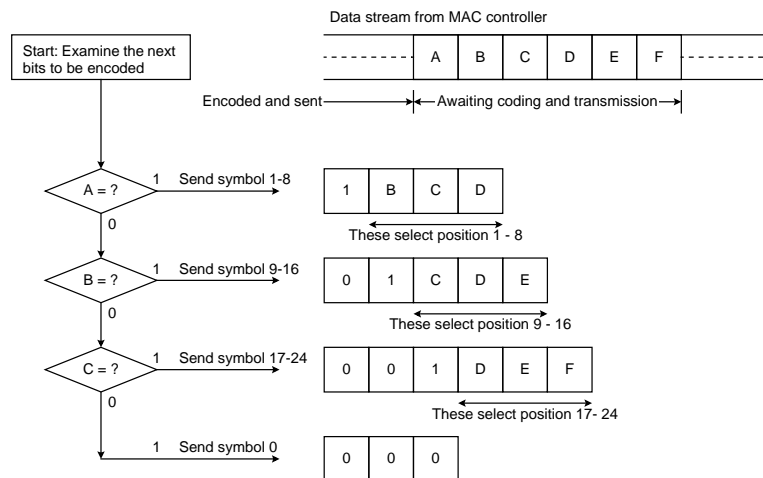 Data stream from MAC controller
Start: Examine the next
bits to be encoded
A B C D E F
Encoded and sent
Awaiting coding and transmission
A = ?
1 Send symbol 1-8
1 B C D
These select position 1 - 8
0
B = ?
1 Send symbol 9-16
0 1 C D E
These select position 9 - 16
0
C = ?
1 Send symbol 17-24
0 0 1 D E F
These select position 17- 24
0
1 Send symbol 0
0 0 0